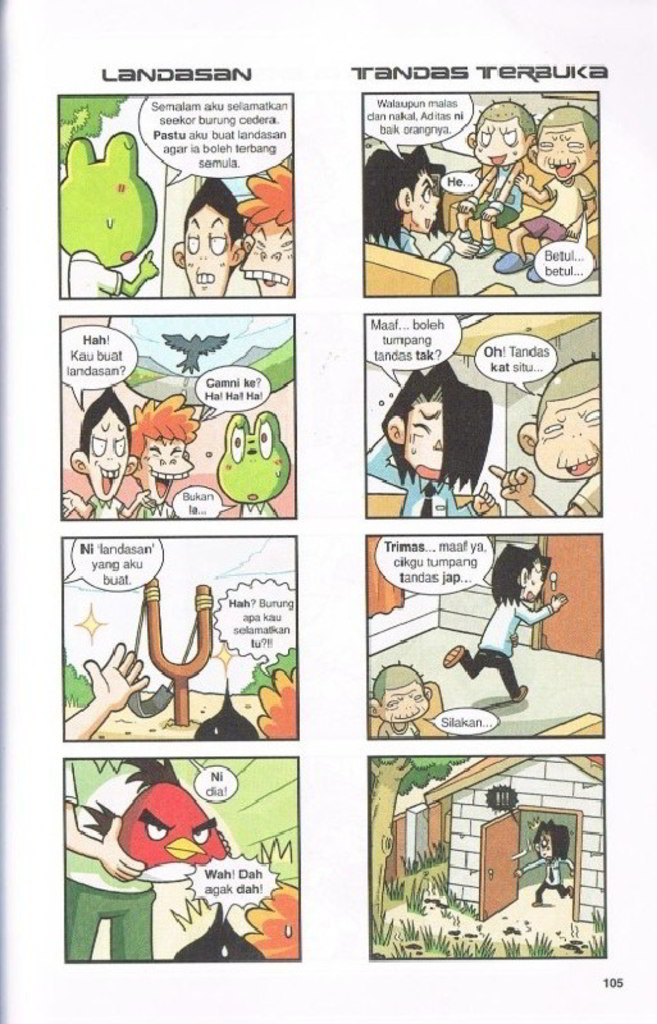 LANDASAN
Semalam aku selamatkan
seekor burung cedera.
Pastu aku buat landasan
agar ia boleh terbang
semula.
Hah!
Kau buat
landasan?
Camni ke?
Ha! Ha! Ha!
Bukan
la...
Ni 'landasan'
yang aku
buat.
Hah? Burung
apa kau
selamatkan
tu?!!
Ni
dia!
Wah! Dah
agak dah!
TANDAS TERBUKA
Walaupun malas
dan nakal, Aditas ni
baik orangnya.
He...
Betul...
betul...
Maaf... boleh
tumpang
tandas tak?
Oh! Tandas
kat situ...
Trimas... maaf ya,
cikgu tumpang
tandas jap...
Silakan...
!!!
105